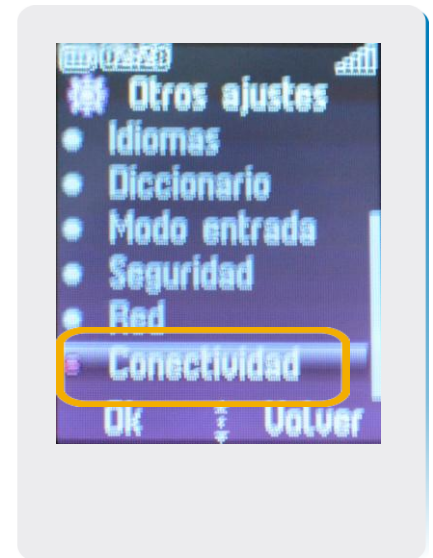 Otros ajustes
Idiomas
Diccionario
Modo entrada
Seguridad
Red
Conectividad
Ok Volver